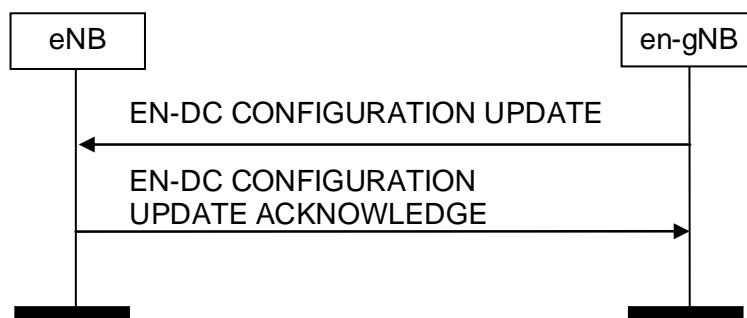 eNB
en-gNB
EN-DC CONFIGURATION UPDATE
EN-DC CONFIGURATION
UPDATE ACKNOWLEDGE